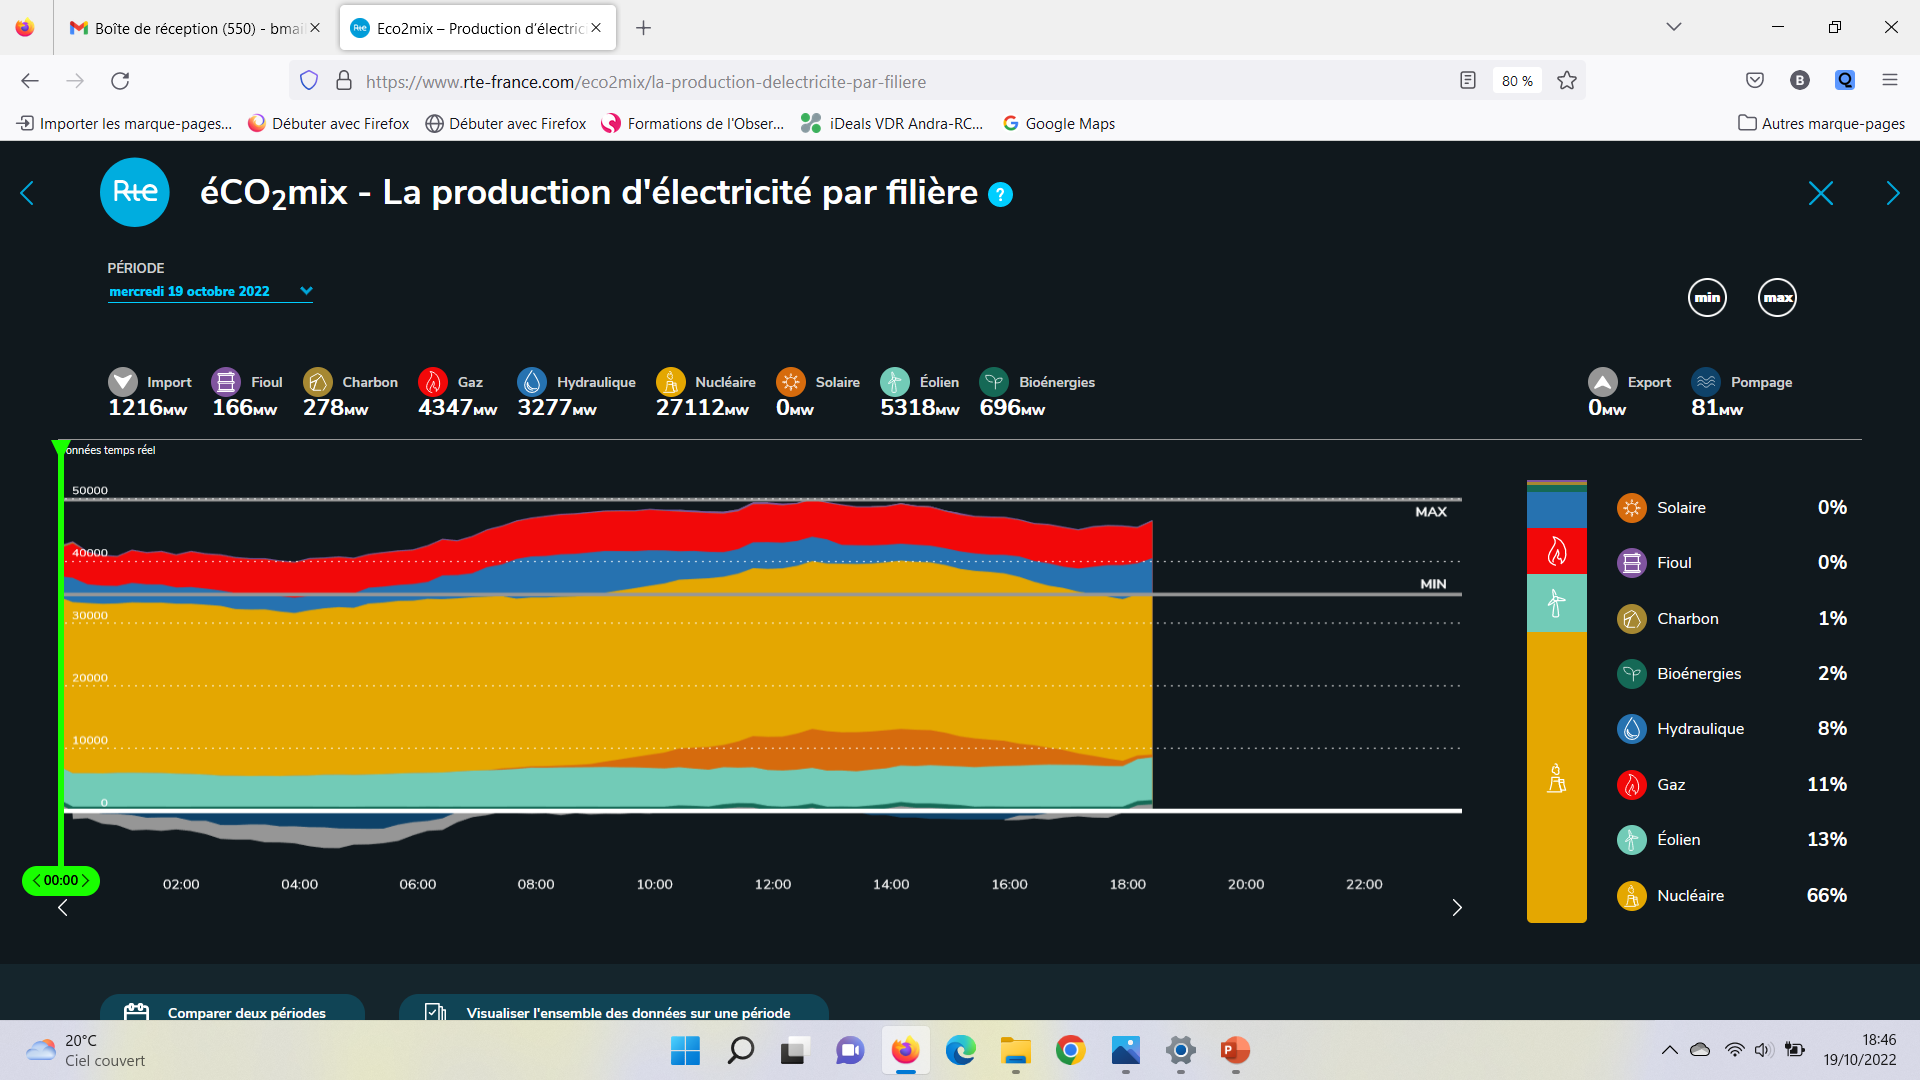 Boîte de réception (550) - bmai
Eco2mix – Production d'électric
https://www.rte-france.com/eco2mix/la-production-delectricite-par-filiere
80 %
B
Q
Importer les marque-pages...
Débuter avec Firefox
Débuter avec Firefox
Formations de l'Obser...
iDeals VDR Andra-RC...
Google Maps
Autres marque-pages
Rte
éCO2mix - La production d'électricité par filière
?
PÉRIODE
mercredi 19 octobre 2022
min
max
Import
Fioul
Charbon
Gaz
Hydraulique
Nucléaire
Solaire
Éolien
Bioénergies
Export
Pompage
1216MW
166MW
278MW
4347MW
3277MW
27112MW
0MW
5318MW
696MW
0MW
81MW
onnées temps réel
50000
40000
30000
20000
10000
0
MAX
MIN
00:00
02:00
04:00
06:00
08:00
10:00
12:00
14:00
16:00
18:00
20:00
22:00
Solaire 0%
Fioul 0%
Charbon 1%
Bioénergies 2%
Hydraulique 8%
Gaz 11%
Éolien 13%
Nucléaire 66%
Comparer deux périodes
Visualiser l'ensemble des données sur une période
20°C
Ciel couvert
18:46
19/10/2022